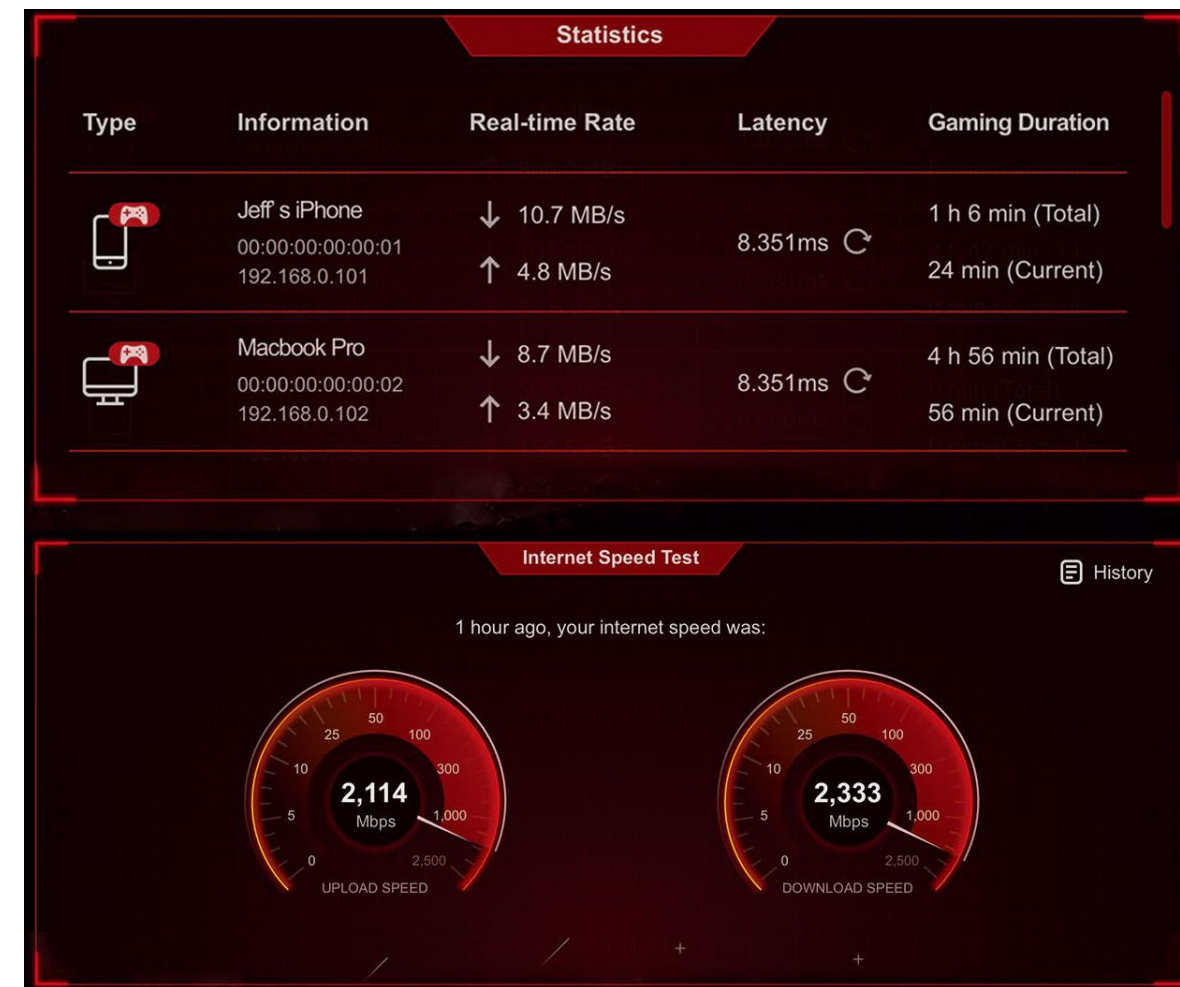 Statistics
Type Information Real-time Rate Latency Gaming Duration
Jeff's iPhone
00:00:00:00:00:01
192.168.0.101
10.7 MB/s
4.8 MB/s
8.351ms
1 h 6 min (Total)
24 min (Current)
Macbook Pro
00:00:00:00:00:02
192.168.0.102
8.7 MB/s
3.4 MB/s
8.351ms
4 h 56 min (Total)
56 min (Current)
Internet Speed Test
History
1 hour ago, your internet speed was:
0
5
10
25
50
100
300
1,000
2,500
2,114
Mbps
UPLOAD SPEED
0
5
10
25
50
100
300
1,000
2,500
2,333
Mbps
DOWNLOAD SPEED